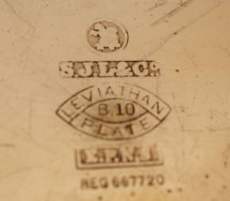 S.J.L&Co.
LEVIATHAN
B.10
PLATE
REG 667720